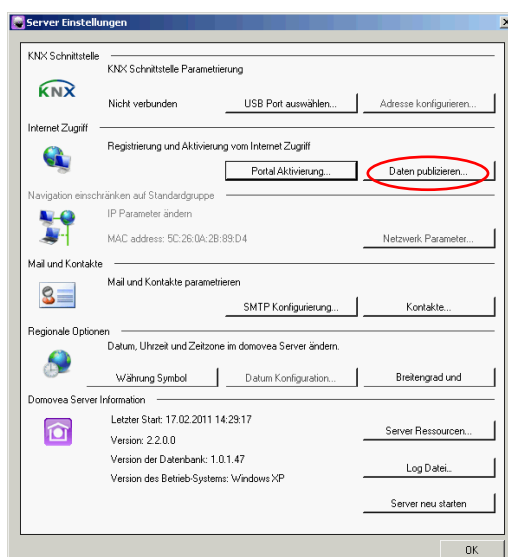 Server Einstellungen
KNX Schnittstelle
KNX Schnittstelle Parametrierung
KNX
Nicht verbunden
USB Port auswählen...
Adresse konfigurieren...
Internet Zugriff
Registrierung und Aktivierung vom Internet Zugriff
Portal Aktivierung...
Daten publizieren...
Navigation einschränken auf Standardgruppe
IP Parameter ändern
MAC address: 5C:26:0A:2B:89:D4
Netzwerk Parameter...
Mail und Kontakte
Mail und Kontakte parametrieren
SMTP Konfigurierung...
Kontakte...
Regionale Optionen
Datum, Uhrzeit und Zeitzone im domovea Server ändern.
Währung Symbol
Datum Konfiguration...
Breitengrad und
Domovea Server Information
Letzter Start: 17.02.2011 14:29:17
Server Ressourcen...
Version: 2.2.0.0
Version der Datenbank: 1.0.1.47
Log Datei..
Version des Betrieb-Systems: Windows XP
Server neu starten
OK